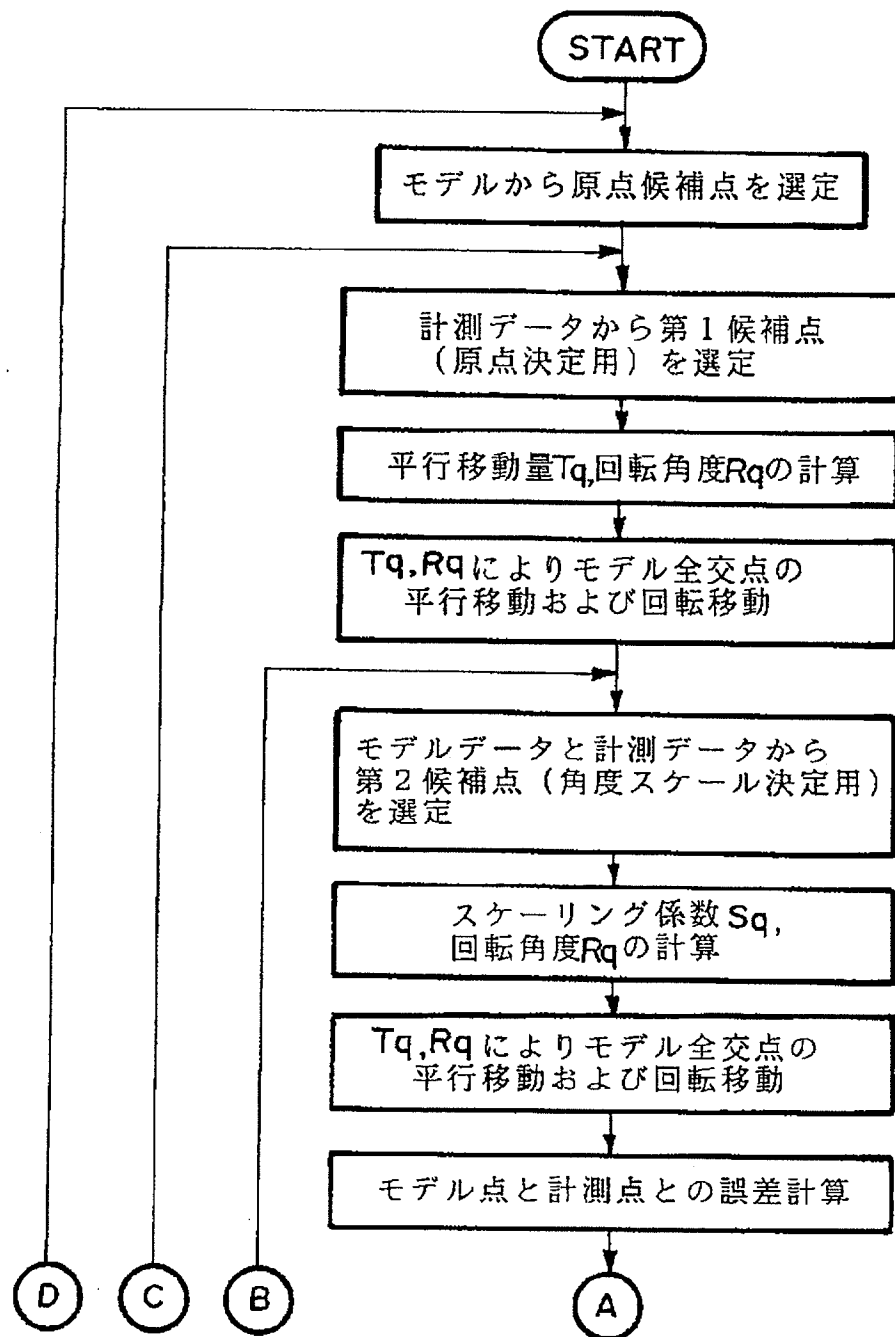 START
モデルから原点候補点を選定
計測データから第1候補点
(原点決定用)を選定
平行移動量Tq,回転角度Rqの計算
Tq,Rqによりモデル全交点の
平行移動および回転移動
モデルデータと計測データから
第2候補点(角度スケール決定用)
を選定
スケーリング係数Sq,
回転角度Rqの計算
Tq,Rqによりモデル全交点の
平行移動および回転移動
モデル点と計測点との誤差計算
D
C
B
A